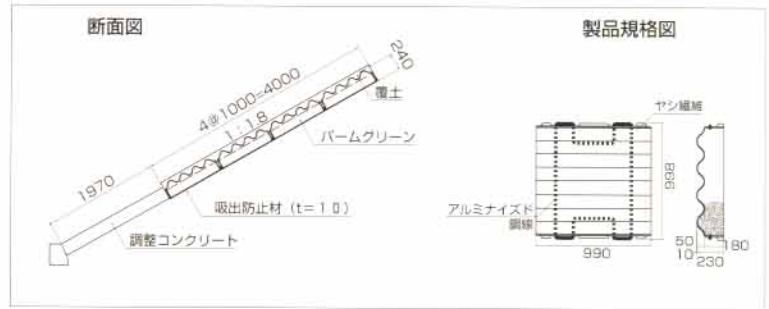 断面図
240
4@1000=4000
覆土
1:1.8
パームグリーン
1970
吸出防止材(t=10)
調整コンクリート
製品規格図
ヤシ繊維
998
アルミナイズド
鋼線
990
50
180
10
230